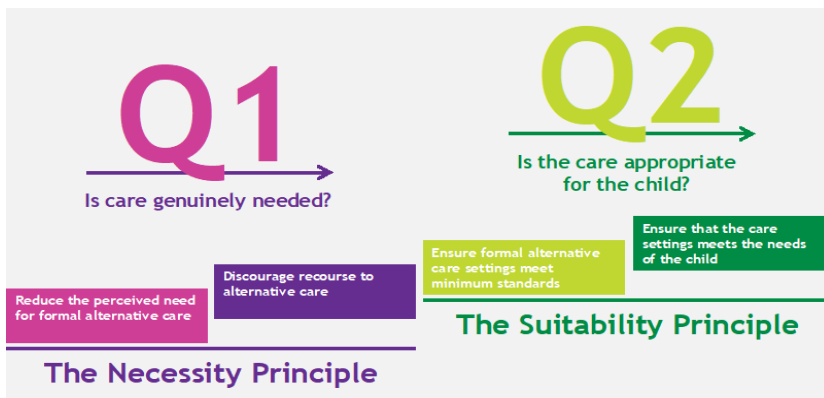 Q1
Is care genuinely needed?
Reduce the perceived need
for formal alternative care
Discourage recourse to
alternative care
The Necessity Principle
Q2
Is the care appropriate
for the child?
Ensure formal alternative
care settings meet
minimum standards
Ensure that the care
settings meets the needs
of the child
The Suitability Principle